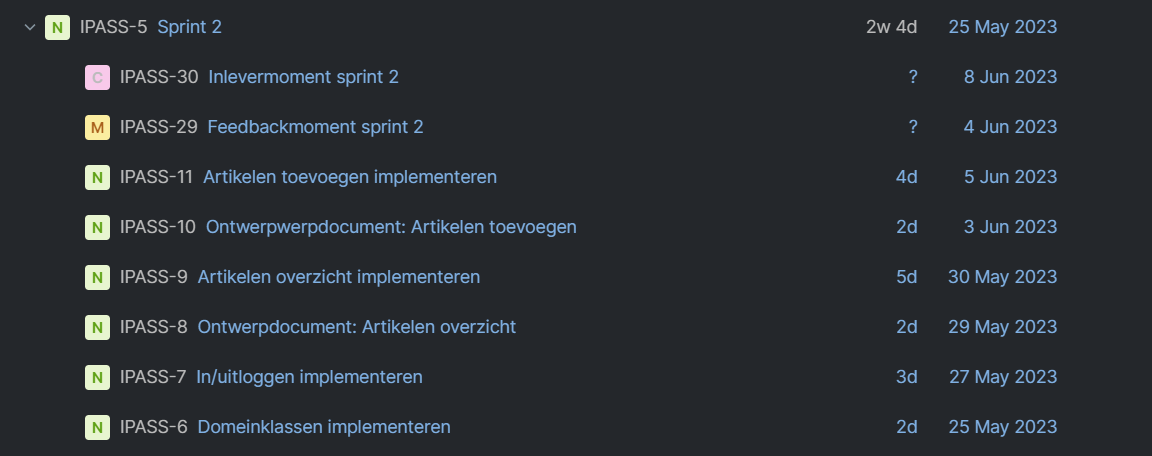 N IPASS-5 Sprint 2 2w 4d 25 May 2023
C IPASS-30 Inlevermoment sprint 2 ? 8 Jun 2023
M IPASS-29 Feedbackmoment sprint 2 ? 4 Jun 2023
N IPASS-11 Artikelen toevoegen implementeren 4d 5 Jun 2023
N IPASS-10 Ontwerpwerpdocument: Artikelen toevoegen 2d 3 Jun 2023
N IPASS-9 Artikelen overzicht implementeren 5d 30 May 2023
N IPASS-8 Ontwerpdocument: Artikelen overzicht 2d 29 May 2023
N IPASS-7 In/uitloggen implementeren 3d 27 May 2023
N IPASS-6 Domeinklassen implementeren 2d 25 May 2023